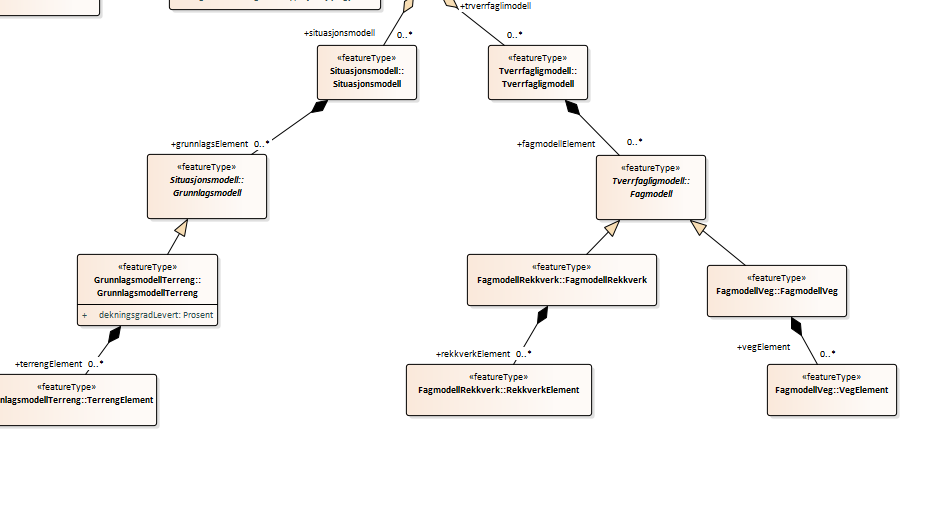 +trverrfaglimodell
+situasjonsmodell 0..*
0..*
«featureType»
Situasjonsmodell::
Situasjonsmodell
«featureType»
Tverrfagligmodell::
Tverrfagligmodell
+grunnlagsElement 0..*
+fagmodellElement 0..*
«featureType»
Situasjonsmodell::
Grunnlagsmodell
«featureType»
Tverrfagligmodell::
Fagmodell
«featureType»
GrunnlagsmodellTerreng::
GrunnlagsmodellTerreng
+ dekningsgradLevert: Prosent
«featureType»
FagmodellRekkverk::FagmodellRekkverk
«featureType»
FagmodellVeg::FagmodellVeg
+terrengElement 0..*
+rekkverkElement 0..*
+vegElement
0..*
«featureType»
nlagsmodellTerreng::TerrengElement
«featureType»
FagmodellRekkverk::RekkverkElement
«featureType»
FagmodellVeg::VegElement